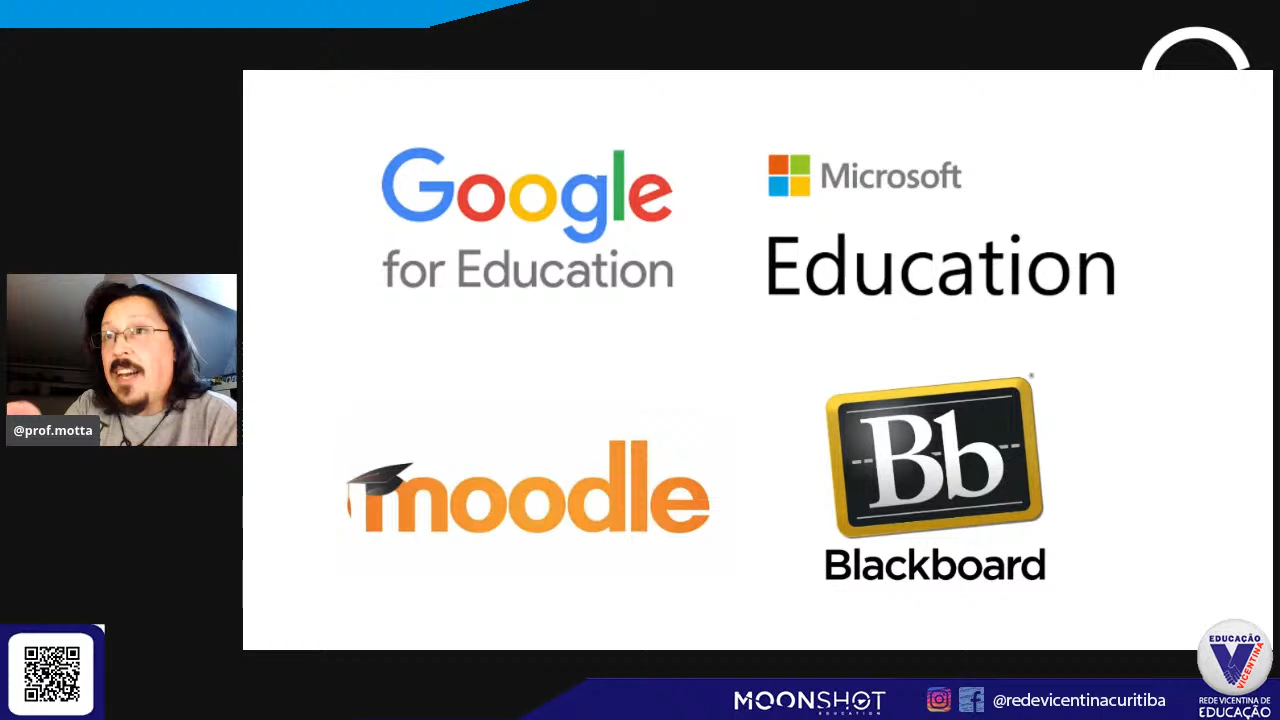 Google
for Education
Microsoft
Education
@prof.motta
moodle
Bb
Blackboard
EDUCAÇÃO
VICENTINA
MOONSHOT
EDUCATION
@redevicentinacuritiba
REDE VICENTINA DE
EDUCAÇÃO